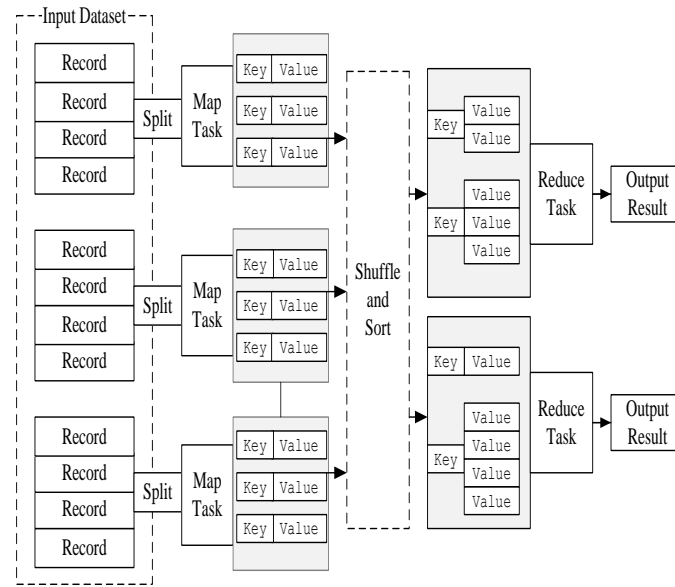 Input Dataset
Record
Record
Record
Record
Split
Map
Task
Key Value
Key Value
Key Value
Record
Record
Record
Record
Split
Map
Task
Key Value
Key Value
Key Value
Record
Record
Record
Record
Split
Map
Task
Key Value
Key Value
Key Value
Shuffle
and
Sort
Key
Value
Value
Key
Value
Value
Value
Reduce
Task
Output
Result
Key Value
Key
Value
Value
Value
Value
Reduce
Task
Output
Result